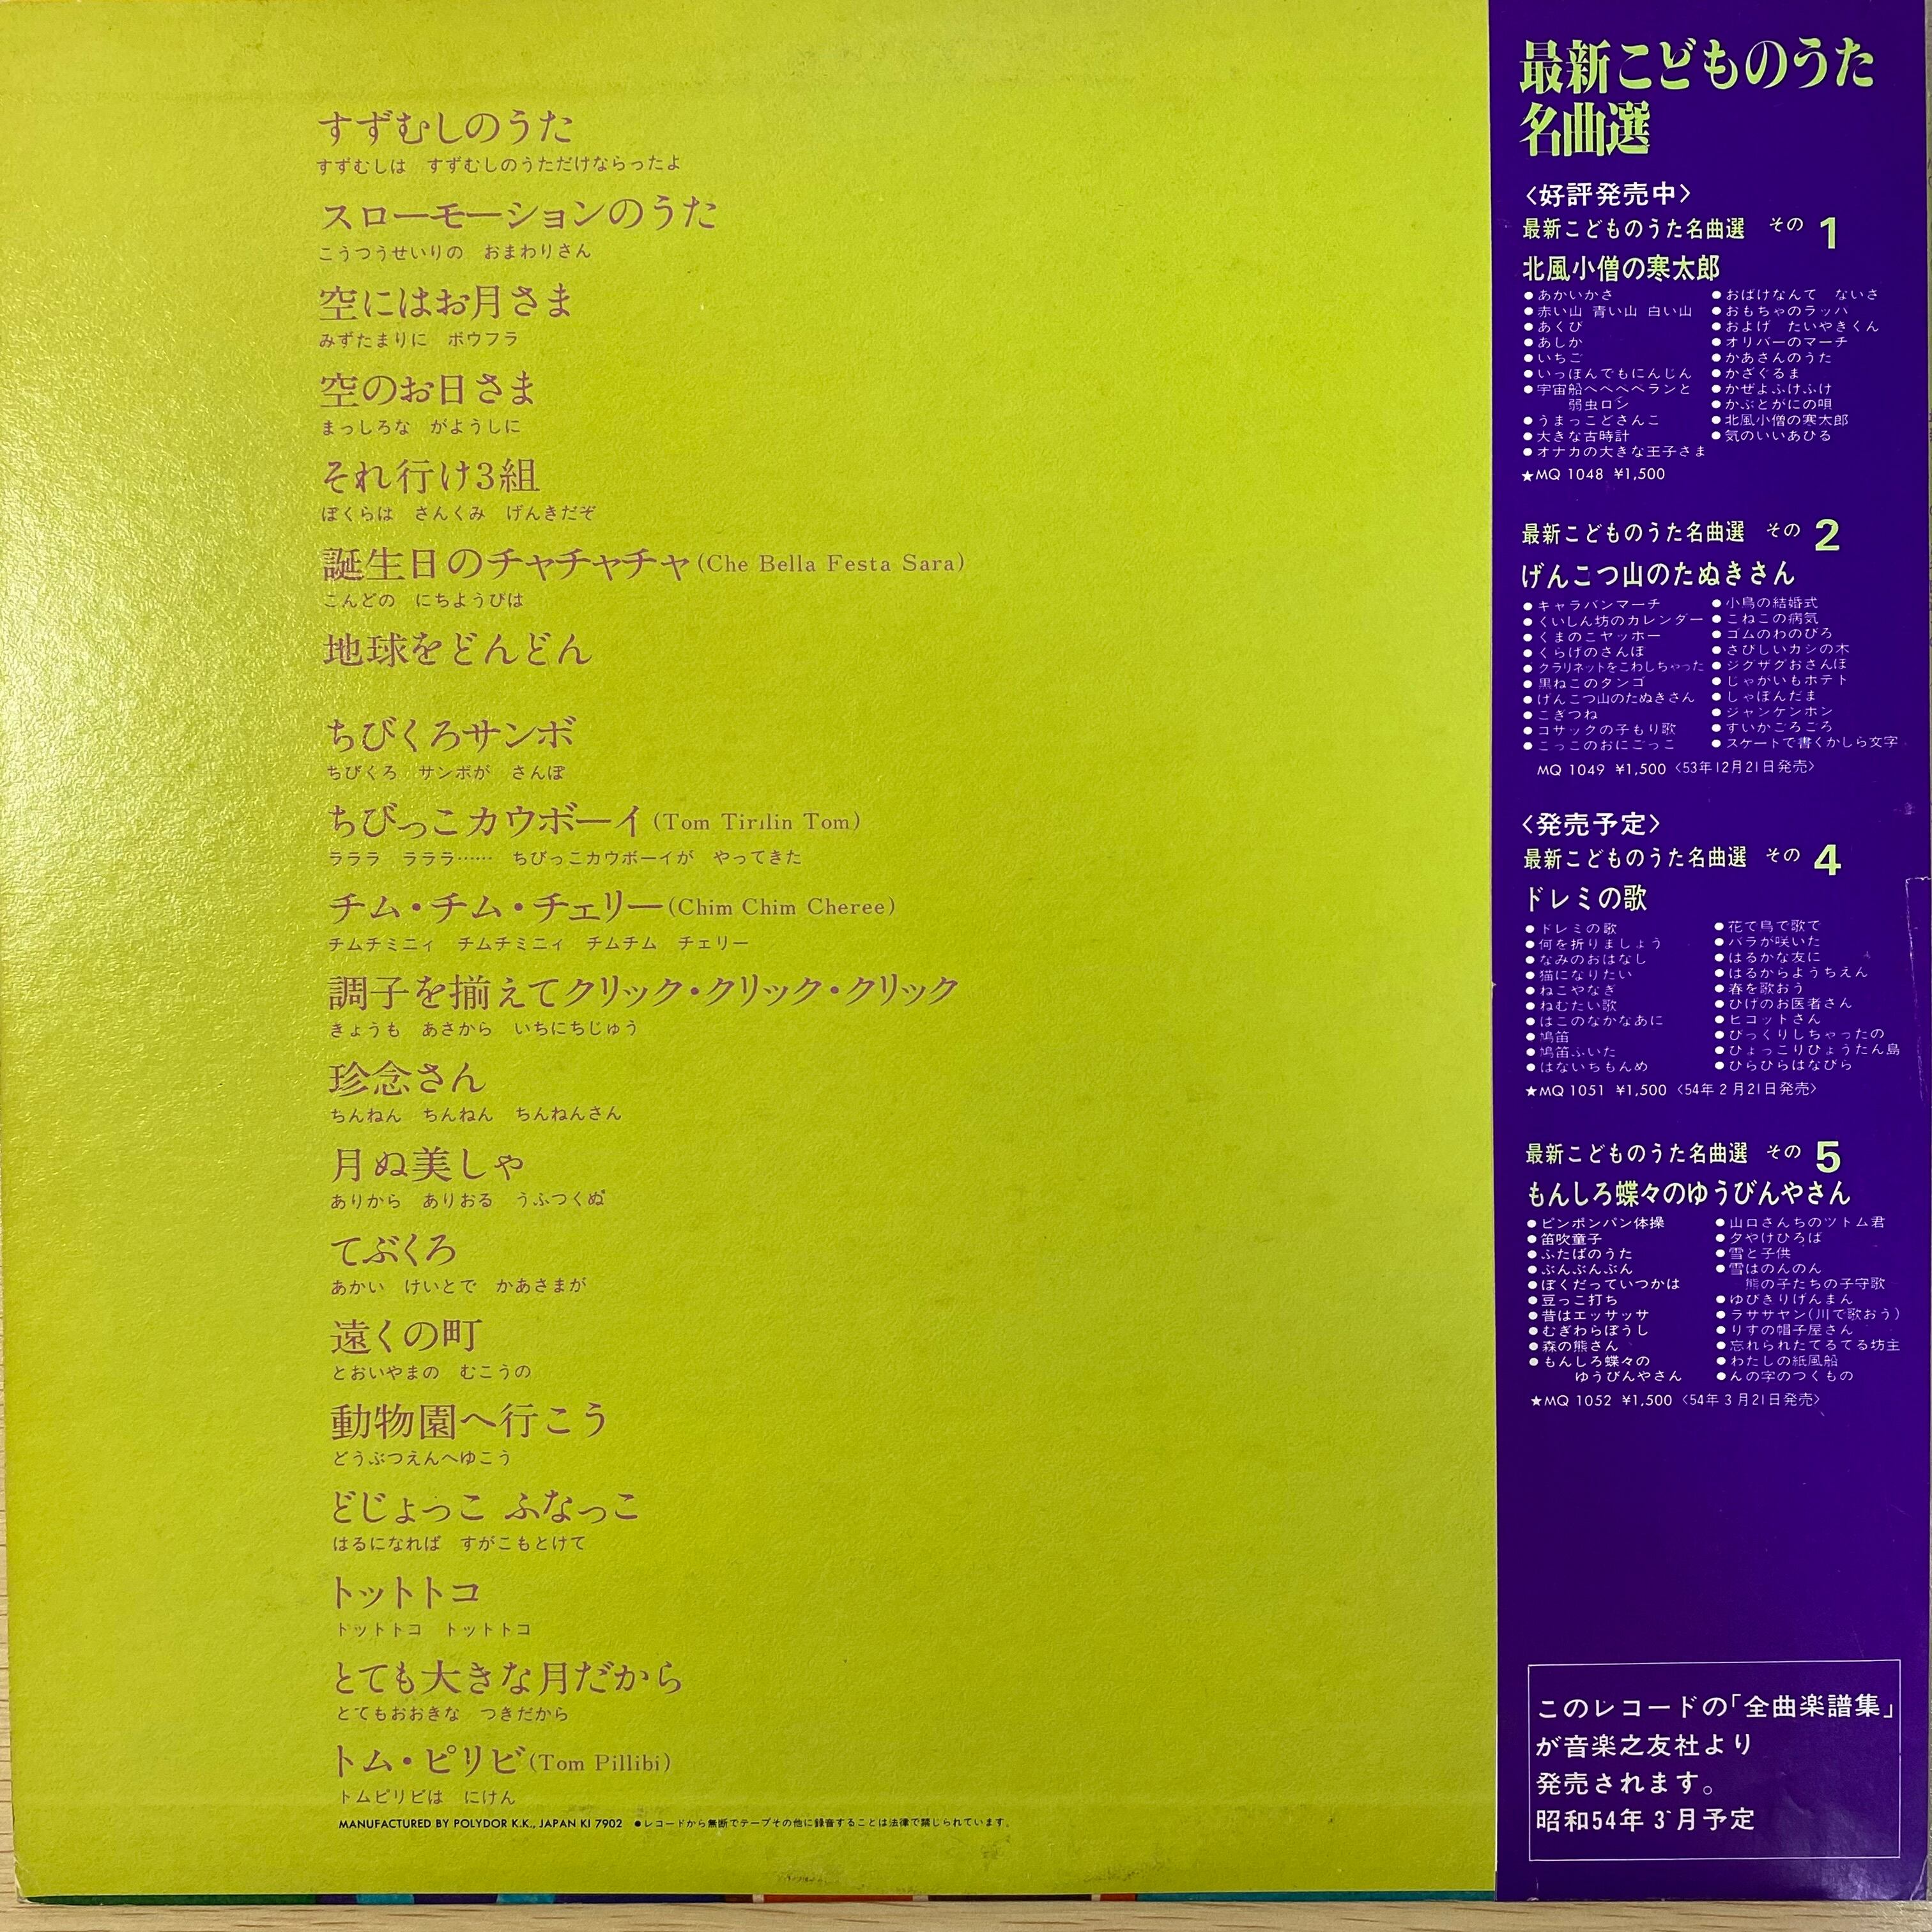 すずむしのうた
すずむしは　すずむしのうただけならったよ
スローモーションのうた
こうつうせいりの　おまわりさん
空にはお月さま
みずたまりに　ボウフラ
空のお日さま
まっしろな　がようしに
それ行け3組
ぼくらは　さんくみ　げんきだぞ
誕生日のチャチャチャ(Che Bella Festa Sara)
こんどの　にちようびは
地球をどんどん
ちびくろサンボ
ちびくろ　サンボが　さんぽ
ちびっこカウボーイ(Tom Tirilin Tom)
ラララ　ラララ……　ちびっこカウボーイが　やってきた
チム・チム・チェリー(Chim Chim Cheree)
チムチミニィ　チムチミニィ　チムチム　チェリー
調子を揃えてクリック・クリック・クリック
きょうも　あさから　いちにちじゅう
珍念さん
ちんねん　ちんねん　ちんねんさん
月ぬ美しゃ
ありから　ありおる　うふつくぬ
てぶくろ
あかい　けいとで　かあさまが
遠くの町
とおいやまの　むこうの
動物園へ行こう
どうぶつえんへゆこう
どじょっこ ふなっこ
はるになれば　すがこもとけて
トットトコ
トットトコ　トットトコ
とても大きな月だから
とてもおおきな　つきだから
トム・ピリビ(Tom Pillibi)
トムピリビは　にけん
MANUFACTURED BY POLYDOR K.K., JAPAN KI 7902 ●レコードから無断でテープその他に録音することは法律で禁じられています。
最新こどものうた
名曲選
〈好評発売中〉
最新こどものうた名曲選　その 1
北風小僧の寒太郎
●あかいかさ
●赤い山 青い山 白い山
●あくび
●あしか
●いちご
●いっぽんでもにんじん
●宇宙船ペペペペランと
弱虫ロン
●うまっこどさんこ
●大きな古時計
●オナカの大きな王子さま
●おばけなんて　ないさ
●おもちゃのラッパ
●およげ　たいやきくん
●オリバーのマーチ
●かあさんのうた
●かざぐるま
●かぜよふけふけ
●かぶとがにの唄
●北風小僧の寒太郎
●気のいいあひる
★MQ 1048 ¥1,500
最新こどものうた名曲選　その 2
げんこつ山のたぬきさん
●キャラバンマーチ
●くいしん坊のカレンダー
●くまのこヤッホー
●くらげのさんぽ
●クラリネットをこわしちゃった
●黒ねこのタンゴ
●げんこつ山のたぬきさん
●こぎつね
●コサックの子もり歌
●こっこのおにごっこ
●小鳥の結婚式
●こねこの病気
●ゴムのわのびろ
●さびしいカシの木
●ジグザグおさんぽ
●じゃがいもポテト
●しゃぼんだま
●ジャンケンホン
●すいかごろごろ
●スケートで書くかしら文字
MQ 1049 ¥1,500〈53年12月21日発売〉
〈発売予定〉
最新こどものうた名曲選　その 4
ドレミの歌
●ドレミの歌
●何を折りましょう
●なみのおはなし
●猫になりたい
●ねこやなぎ
●ねむたい歌
●はこのなかなあに
●鳩笛
●鳩笛ふいた
●はないちもんめ
●花て鳥で歌て
●バラが咲いた
●はるかな友に
●はるからようちえん
●春を歌おう
●ひげのお医者さん
●ヒコットさん
●びっくりしちゃったの
●ひょっこりひょうたん島
●ひらひらはなびら
★MQ 1051 ¥1,500〈54年2月21日発売〉
最新こどものうた名曲選　その 5
もんしろ蝶々のゆうびんやさん
●ピンポンパン体操
●笛吹童子
●ふたばのうた
●ぶんぶんぶん
●ぼくだっていつかは
●豆っこ打ち
●昔はエッサッサ
●むぎわらぼうし
●森の熊さん
●もんしろ蝶々の
ゆうびんやさん
●山口さんちのツトム君
●夕やけひろば
●雪と子供
●雪はのんのん
熊の子たちの子守歌
●ゆびきりげんまん
●ラササヤン(川で歌おう)
●りすの帽子屋さん
●忘れられたてるてる坊主
●わたしの紙風船
●んの字のつくもの
★MQ 1052 ¥1,500〈54年3月21日発売〉
このレコードの「全曲楽譜集」
が音楽之友社より
発売されます。
昭和54年 3月予定